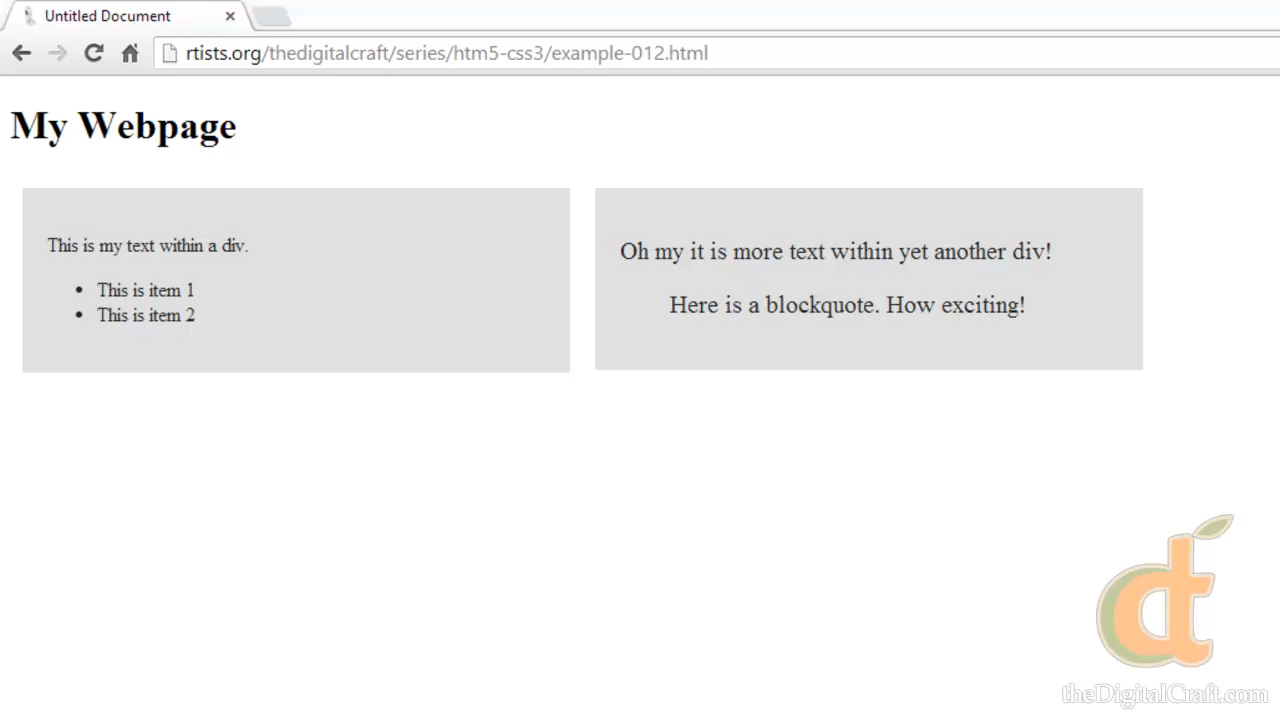 Untitled Document
rtists.org/thedigitalcraft/series/htm5-css3/example-012.html
My Webpage
This is my text within a div.
This is item 1
This is item 2
Oh my it is more text within yet another div!
Here is a blockquote. How exciting!
theDigitalCraft.com